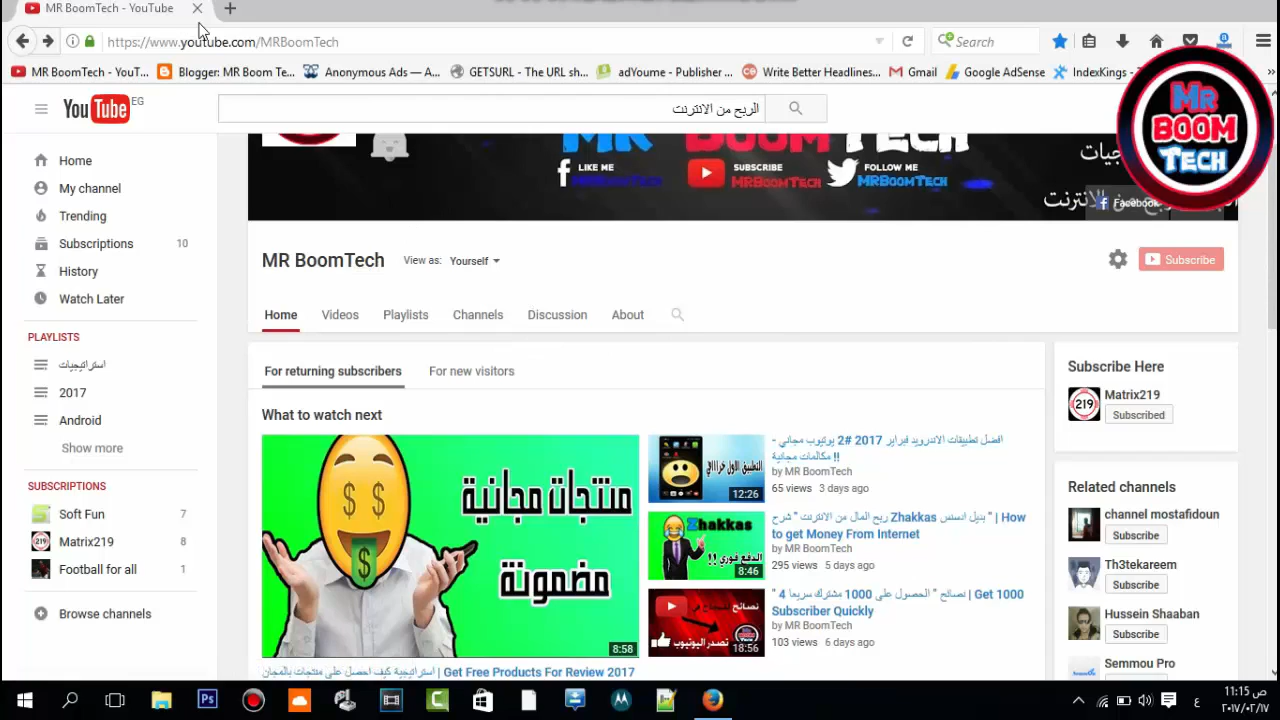 MR BoomTech - YouTube
https://www.youtube.com/MRBoomTech
Search
MR BoomTech - YouT...
Blogger: MR Boom Te...
Anonymous Ads — A...
GETSURL - The URL sh...
adYoume - Publisher ...
Write Better Headlines...
Gmail
Google AdSense
IndexKings - T
YouTube EG
الربح من الانترنت
MR BOOM TECH
Home
My channel
Trending
Subscriptions 10
History
Watch Later
PLAYLISTS
استراتيجيات
2017
Android
Show more
SUBSCRIPTIONS
Soft Fun 7
Matrix219 8
Football for all 1
Browse channels
MR BOOM TECH
LIKE ME
MRBOOMTECH
SUBSCRIBE
MRBOOMTECH
FOLLOW ME
MRBOOMTECH
Facebook
MR BoomTech
View as: Yourself
Subscribe
Home Videos Playlists Channels Discussion About
For returning subscribers
For new visitors
What to watch next
منتجات مجانية
مضمونة
8:58
استراتيجية كيف احصل على منتجات بالمجان | Get Free Products For Review 2017
12:26
افضل تطبيقات الاندرويد فبراير 2017 #2 يوتيوب مجاني -
مكالمات مجانية !!
by MR BoomTech
65 views 3 days ago
Zhakkas
الدفع فوري !!
8:46
بديل ادسنس Zhakkas ربح المال من الانترنت " شرح " | How
to get Money From Internet
by MR BoomTech
295 views 5 days ago
تصدر اليوتيوب
18:56
نصائح " الحصول على 1000 مشترك سريعا 4 " | Get 1000
Subscriber Quickly
by MR BoomTech
103 views 6 days ago
Subscribe Here
Matrix219
Subscribed
Related channels
channel mostafidoun
Subscribe
Th3tekareem
Subscribe
Hussein Shaaban
Subscribe
Semmou Pro
ص 11:15
٢٠١٧/٠٢/١٧
ع